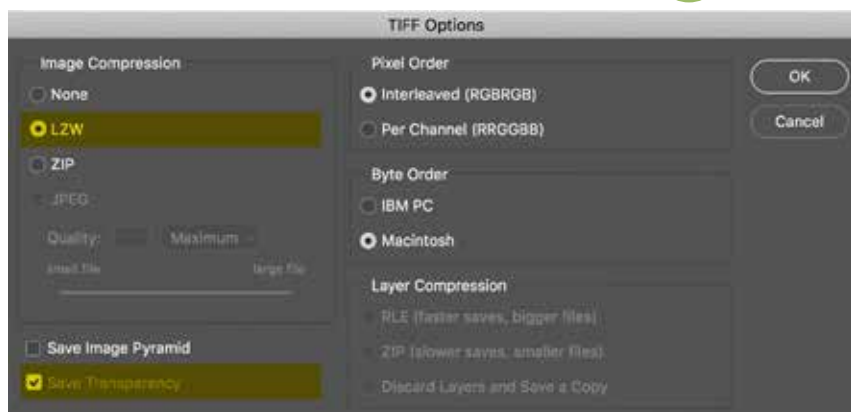 TIFF Options
Image Compression
None
LZW
ZIP
JPEG
Quality: Maximum
small file large file
Save Image Pyramid
Save Transparency
Pixel Order
Interleaved (RGBRGB)
Per Channel (RRGGBB)
Byte Order
IBM PC
Macintosh
Layer Compression
RLE (faster saves, bigger files)
ZIP (slower saves, smaller files)
Discard Layers and Save a Copy
OK
Cancel